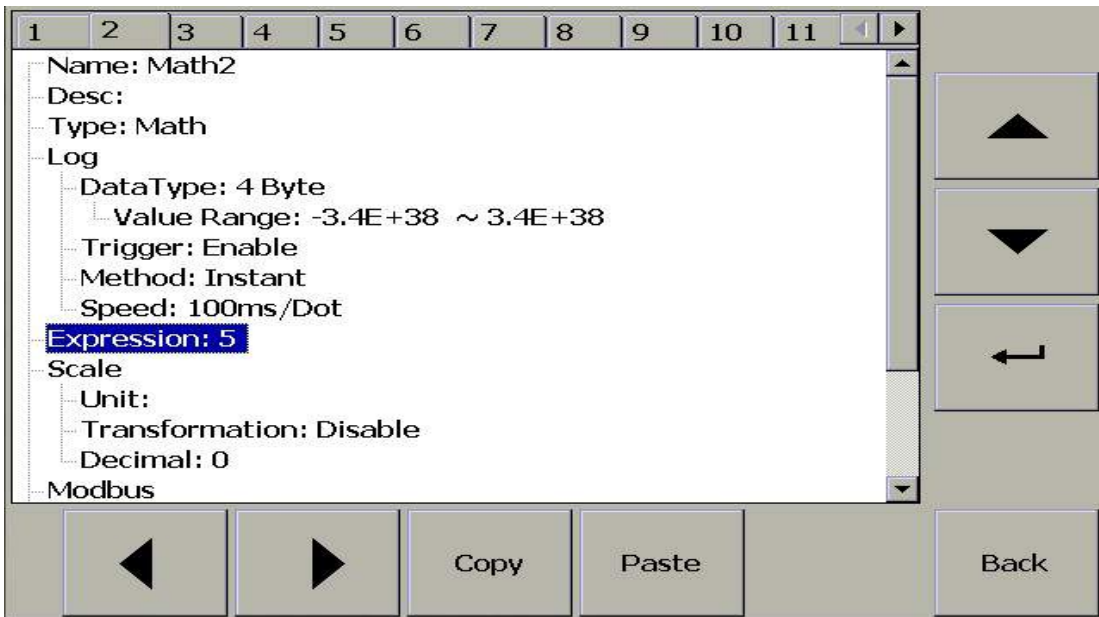 1 2 3 4 5 6 7 8 9 10 11
Name: Math2
Desc:
Type: Math
Log
DataType: 4 Byte
Value Range: -3.4E+38 ~ 3.4E+38
Trigger: Enable
Method: Instant
Speed: 100ms/Dot
Expression: 5
Scale
Unit:
Transformation: Disable
Decimal: 0
Modbus
Copy Paste Back